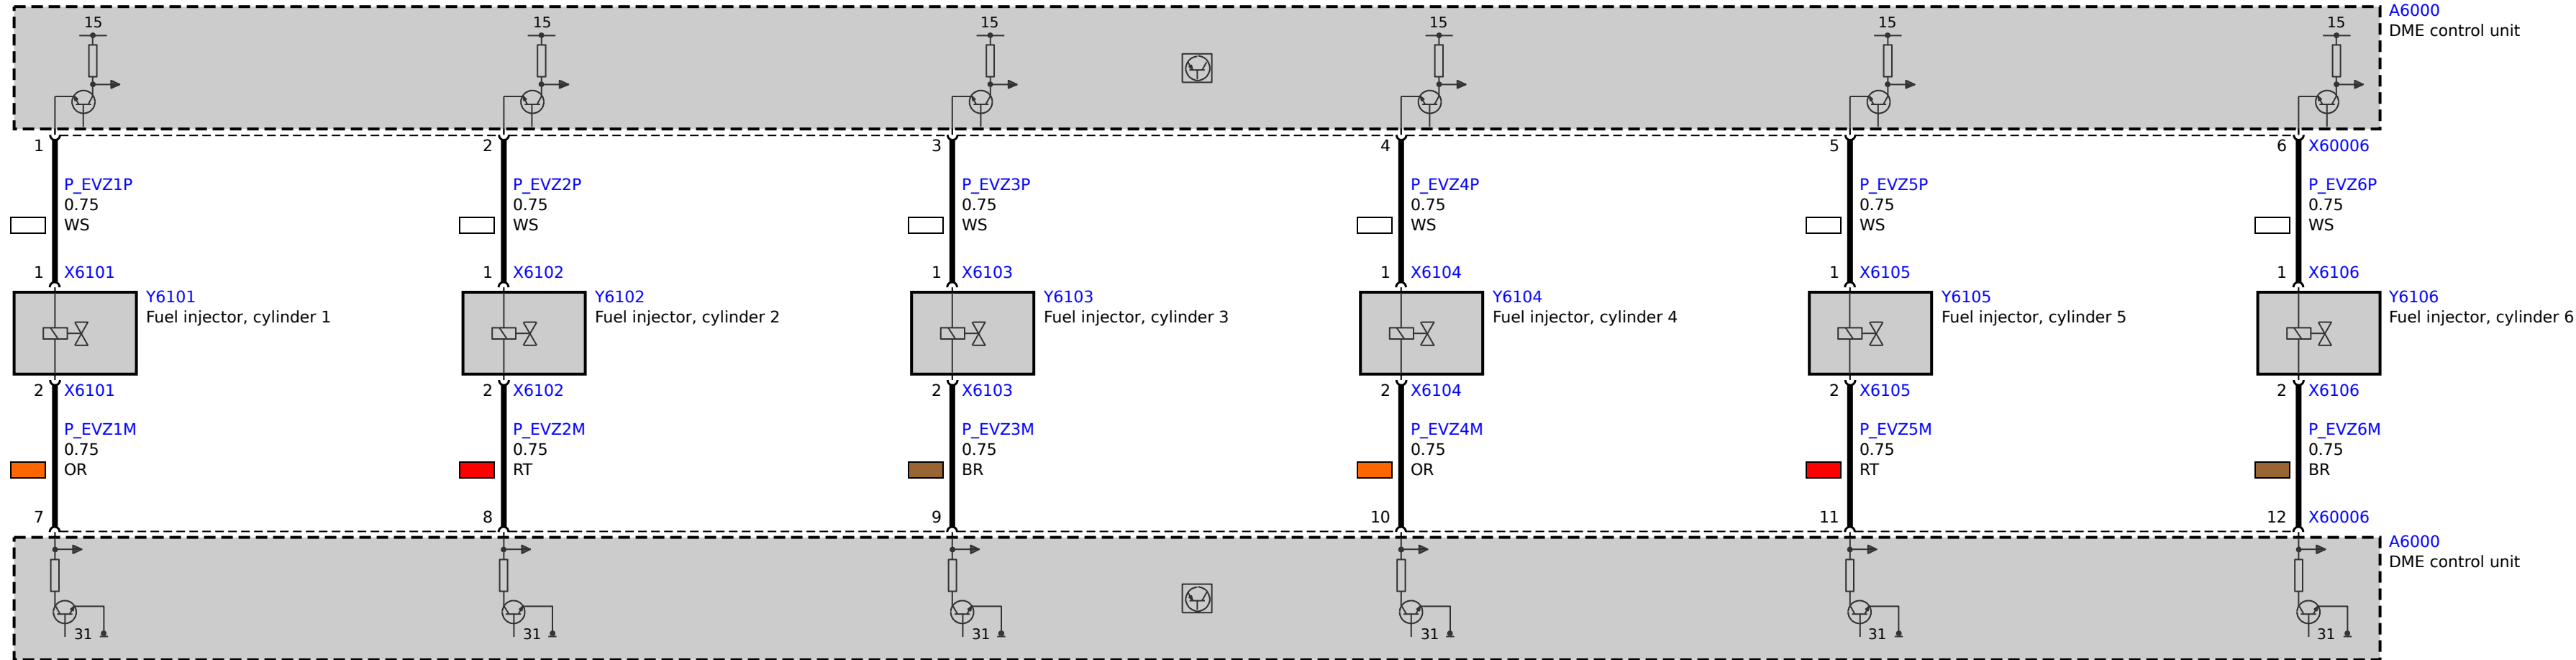 15 15 15 15 15 15
A6000
DME control unit
1 2 3 4 5 6 X60006
P_EVZ1P P_EVZ2P P_EVZ3P P_EVZ4P P_EVZ5P P_EVZ6P
0.75 0.75 0.75 0.75 0.75 0.75
WS WS WS WS WS WS
1 X6101 1 X6102 1 X6103 1 X6104 1 X6105 1 X6106
Y6101 Y6102 Y6103 Y6104 Y6105 Y6106
Fuel injector, cylinder 1 Fuel injector, cylinder 2 Fuel injector, cylinder 3 Fuel injector, cylinder 4 Fuel injector, cylinder 5 Fuel injector, cylinder 6
2 X6101 2 X6102 2 X6103 2 X6104 2 X6105 2 X6106
P_EVZ1M P_EVZ2M P_EVZ3M P_EVZ4M P_EVZ5M P_EVZ6M
0.75 0.75 0.75 0.75 0.75 0.75
OR RT BR OR RT BR
7 8 9 10 11 12 X60006
A6000
DME control unit
31 31 31 31 31 31